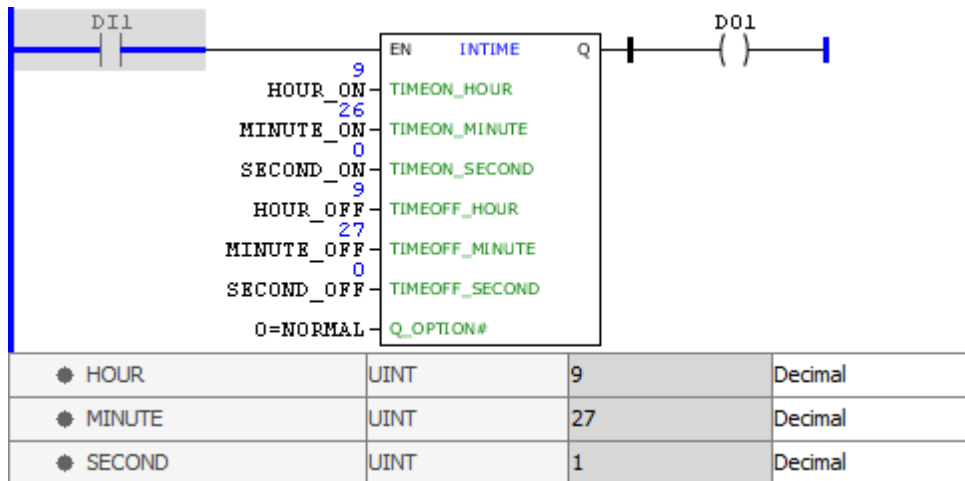 DI1 DO1
EN INTIME Q
9
HOUR_ON TIMEON_HOUR
26
MINUTE_ON TIMEON_MINUTE
0
SECOND_ON TIMEON_SECOND
9
HOUR_OFF TIMEOFF_HOUR
27
MINUTE_OFF TIMEOFF_MINUTE
0
SECOND_OFF TIMEOFF_SECOND
0=NORMAL Q_OPTION#
HOUR UINT 9 Decimal
MINUTE UINT 27 Decimal
SECOND UINT 1 Decimal